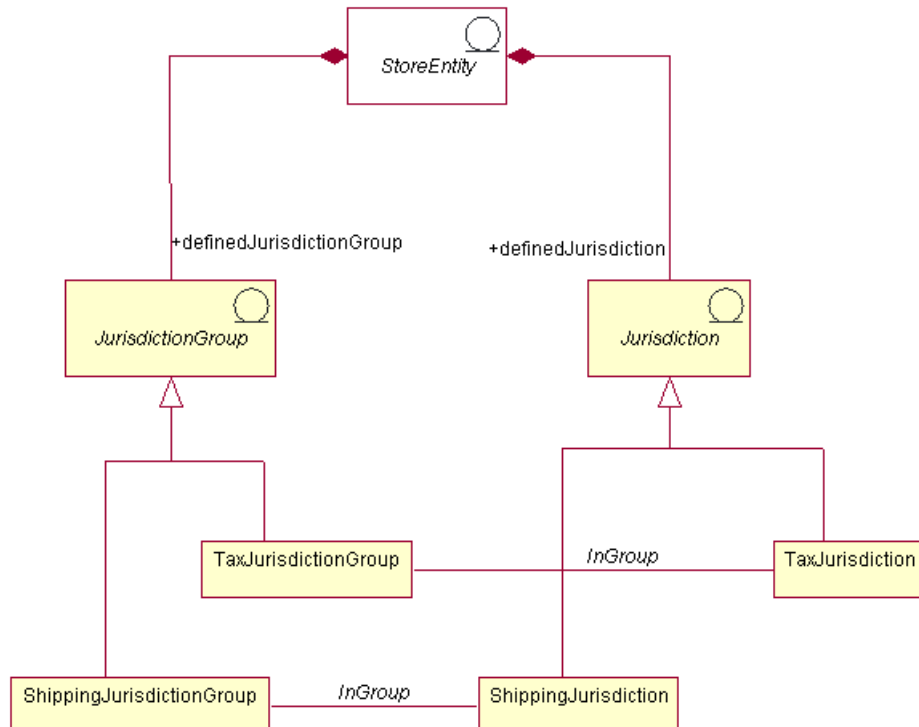 StoreEntity
+definedJurisdictionGroup
+definedJurisdiction
JurisdictionGroup
Jurisdiction
TaxJurisdictionGroup
InGroup
TaxJurisdiction
ShippingJurisdictionGroup
InGroup
ShippingJurisdiction